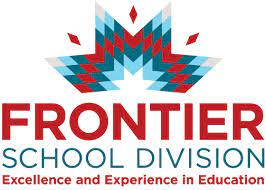 FRONTIER
SCHOOL DIVISION
Excellence and Experience in Education